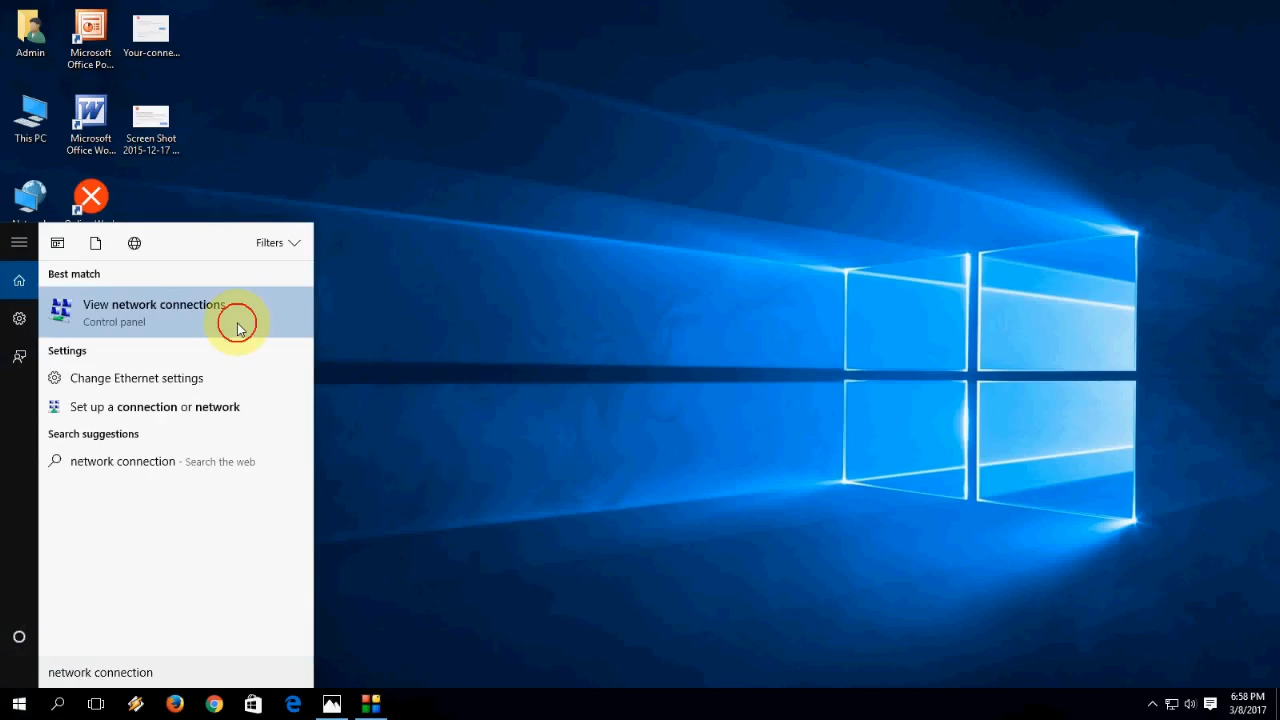 Admin
Microsoft
Office Po...
Your-conne...
This PC
Microsoft
Office Wo...
Screen Shot
2015-12-17 ...
Filters
Best match
View network connections
Control panel
Settings
Change Ethernet settings
Set up a connection or network
Search suggestions
network connection - Search the web
network connection
6:58 PM
3/8/2017